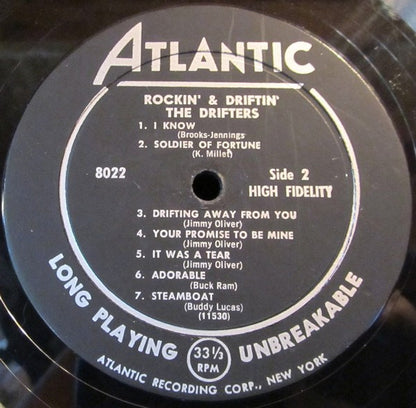 ATLANTIC
ROCKIN' & DRIFTIN'
THE DRIFTERS
1. I KNOW
(Brooks-Jennings
2. SOLDIER OF FORTUNE
(K. Miller)
8022
Side 2
HIGH FIDELITY
3. DRIFTING AWAY FROM YOU
(Jimmy Oliver)
4. YOUR PROMISE TO BE MINE
(Jimmy Oliver)
5. IT WAS A TEAR
(Jimmy Oliver)
6. ADORABLE
(Buck Ram)
7. STEAMBOAT
(Buddy Lucas)
(11530)
LONG PLAYING 33⅓ RPM UNBREAKABLE
ATLANTIC RECORDING CORP., NEW YORK